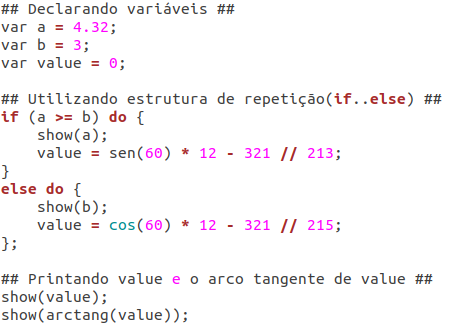 ## Declarando variáveis ##
var a = 4.32;
var b = 3;
var value = 0;
## Utilizando estrutura de repetição(if..else) ##
if (a >= b) do {
    show(a);
    value = sen(60) * 12 - 321 // 213;
}
else do {
    show(b);
    value = cos(60) * 12 - 321 // 215;
};
## Printando value e o arco tangente de value ##
show(value);
show(arctang(value));